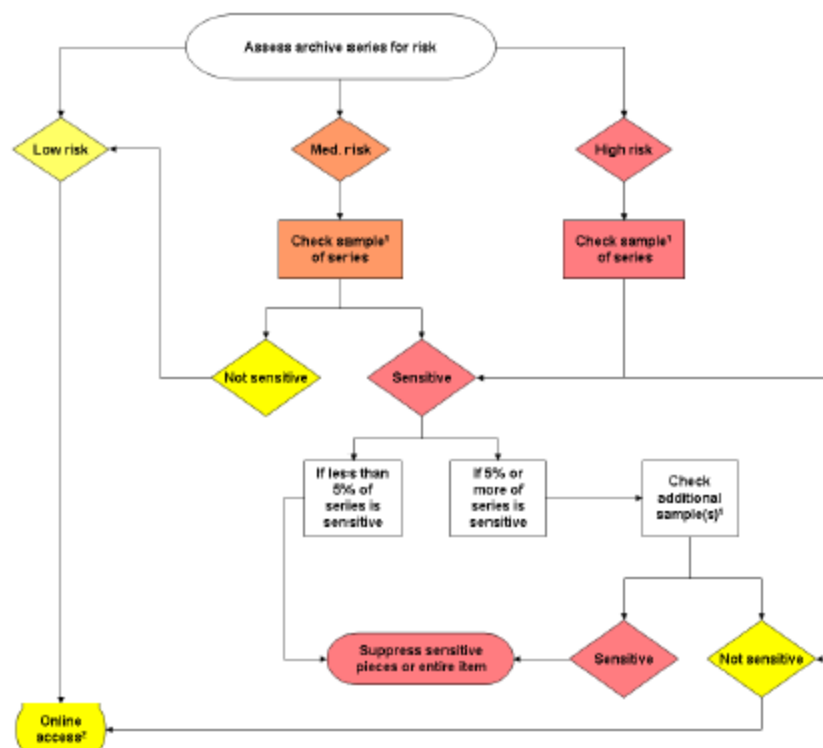 Assess archive series for risk
Low risk
Med. risk
High risk
Check sample¹
of series
Check sample¹
of series
Not sensitive
Sensitive
If less than
5% of
series is
sensitive
If 5% or
more of
series is
sensitive
Check
additional
sample(s)¹
Suppress sensitive
pieces or entire item
Sensitive
Not sensitive
Online
access²